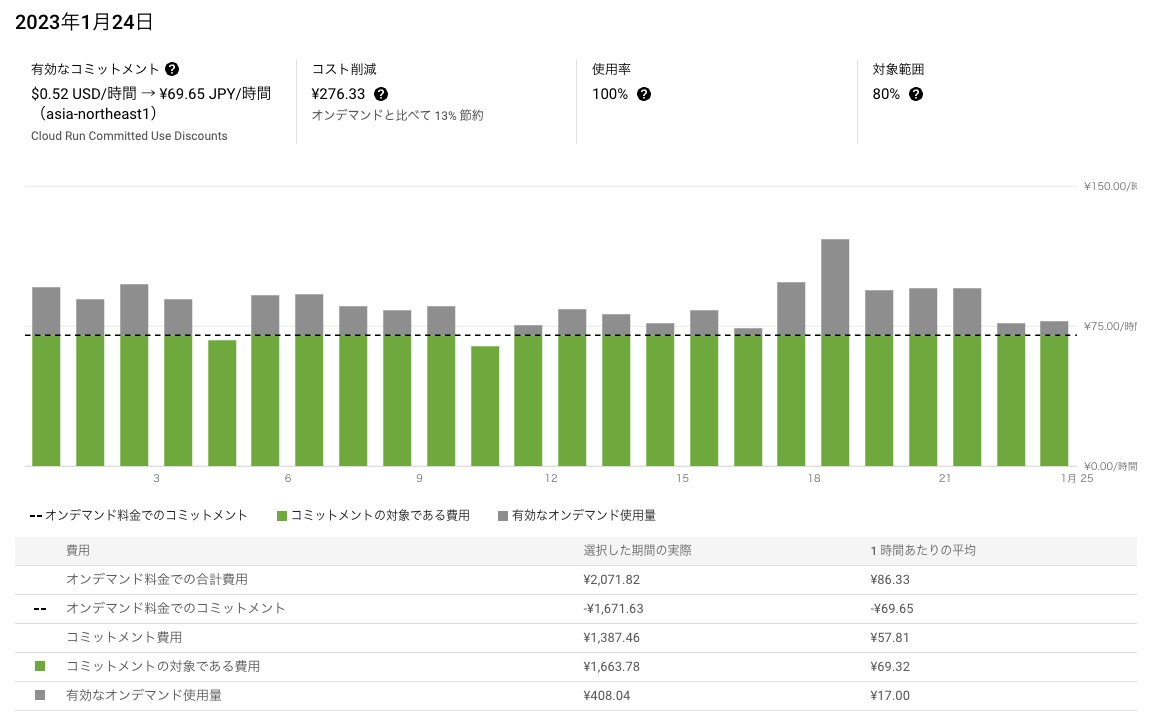 2023年1月24日
有効なコミットメント ?
$0.52 USD/時間 → ¥69.65 JPY/時間
（asia-northeast1）
Cloud Run Committed Use Discounts
コスト削減
¥276.33 ?
オンデマンドと比べて 13% 節約
使用率
100% ?
対象範囲
80% ?
¥150.00/時
¥75.00/時間
¥0.00/時間
3 6 9 12 15 18 21 1月 25
オンデマンド料金でのコミットメント コミットメントの対象である費用 有効なオンデマンド使用量
費用 選択した期間の実際 1 時間あたりの平均
オンデマンド料金での合計費用 ¥2,071.82 ¥86.33
オンデマンド料金でのコミットメント -¥1,671.63 -¥69.65
コミットメント費用 ¥1,387.46 ¥57.81
コミットメントの対象である費用 ¥1,663.78 ¥69.32
有効なオンデマンド使用量 ¥408.04 ¥17.00